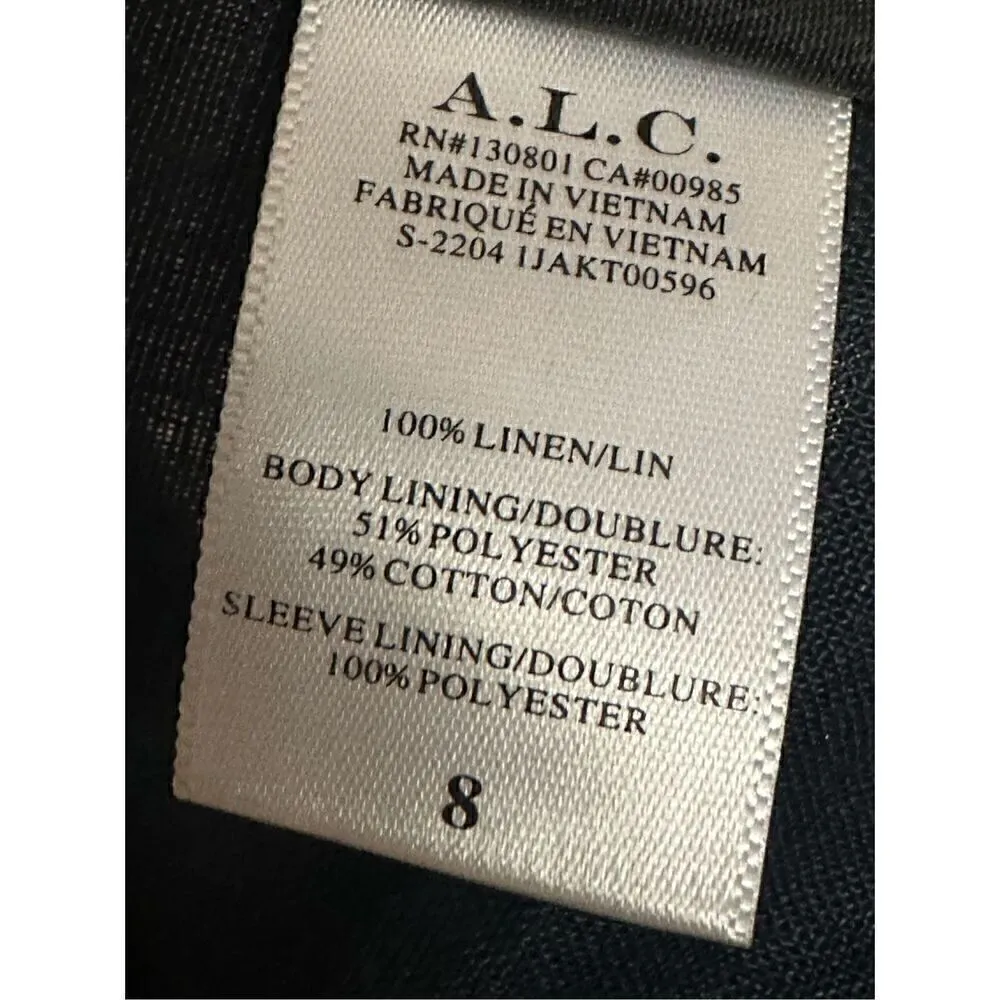 A.L.C.
RN#130801 CA#00985
MADE IN VIETNAM
FABRIQUÉ EN VIETNAM
S-2204 1JAKT00596
100% LINEN/LIN
BODY LINING/DOUBLURE:
51% POLYESTER
49% COTTON/COTON
SLEEVE LINING/DOUBLURE:
100% POLYESTER
8